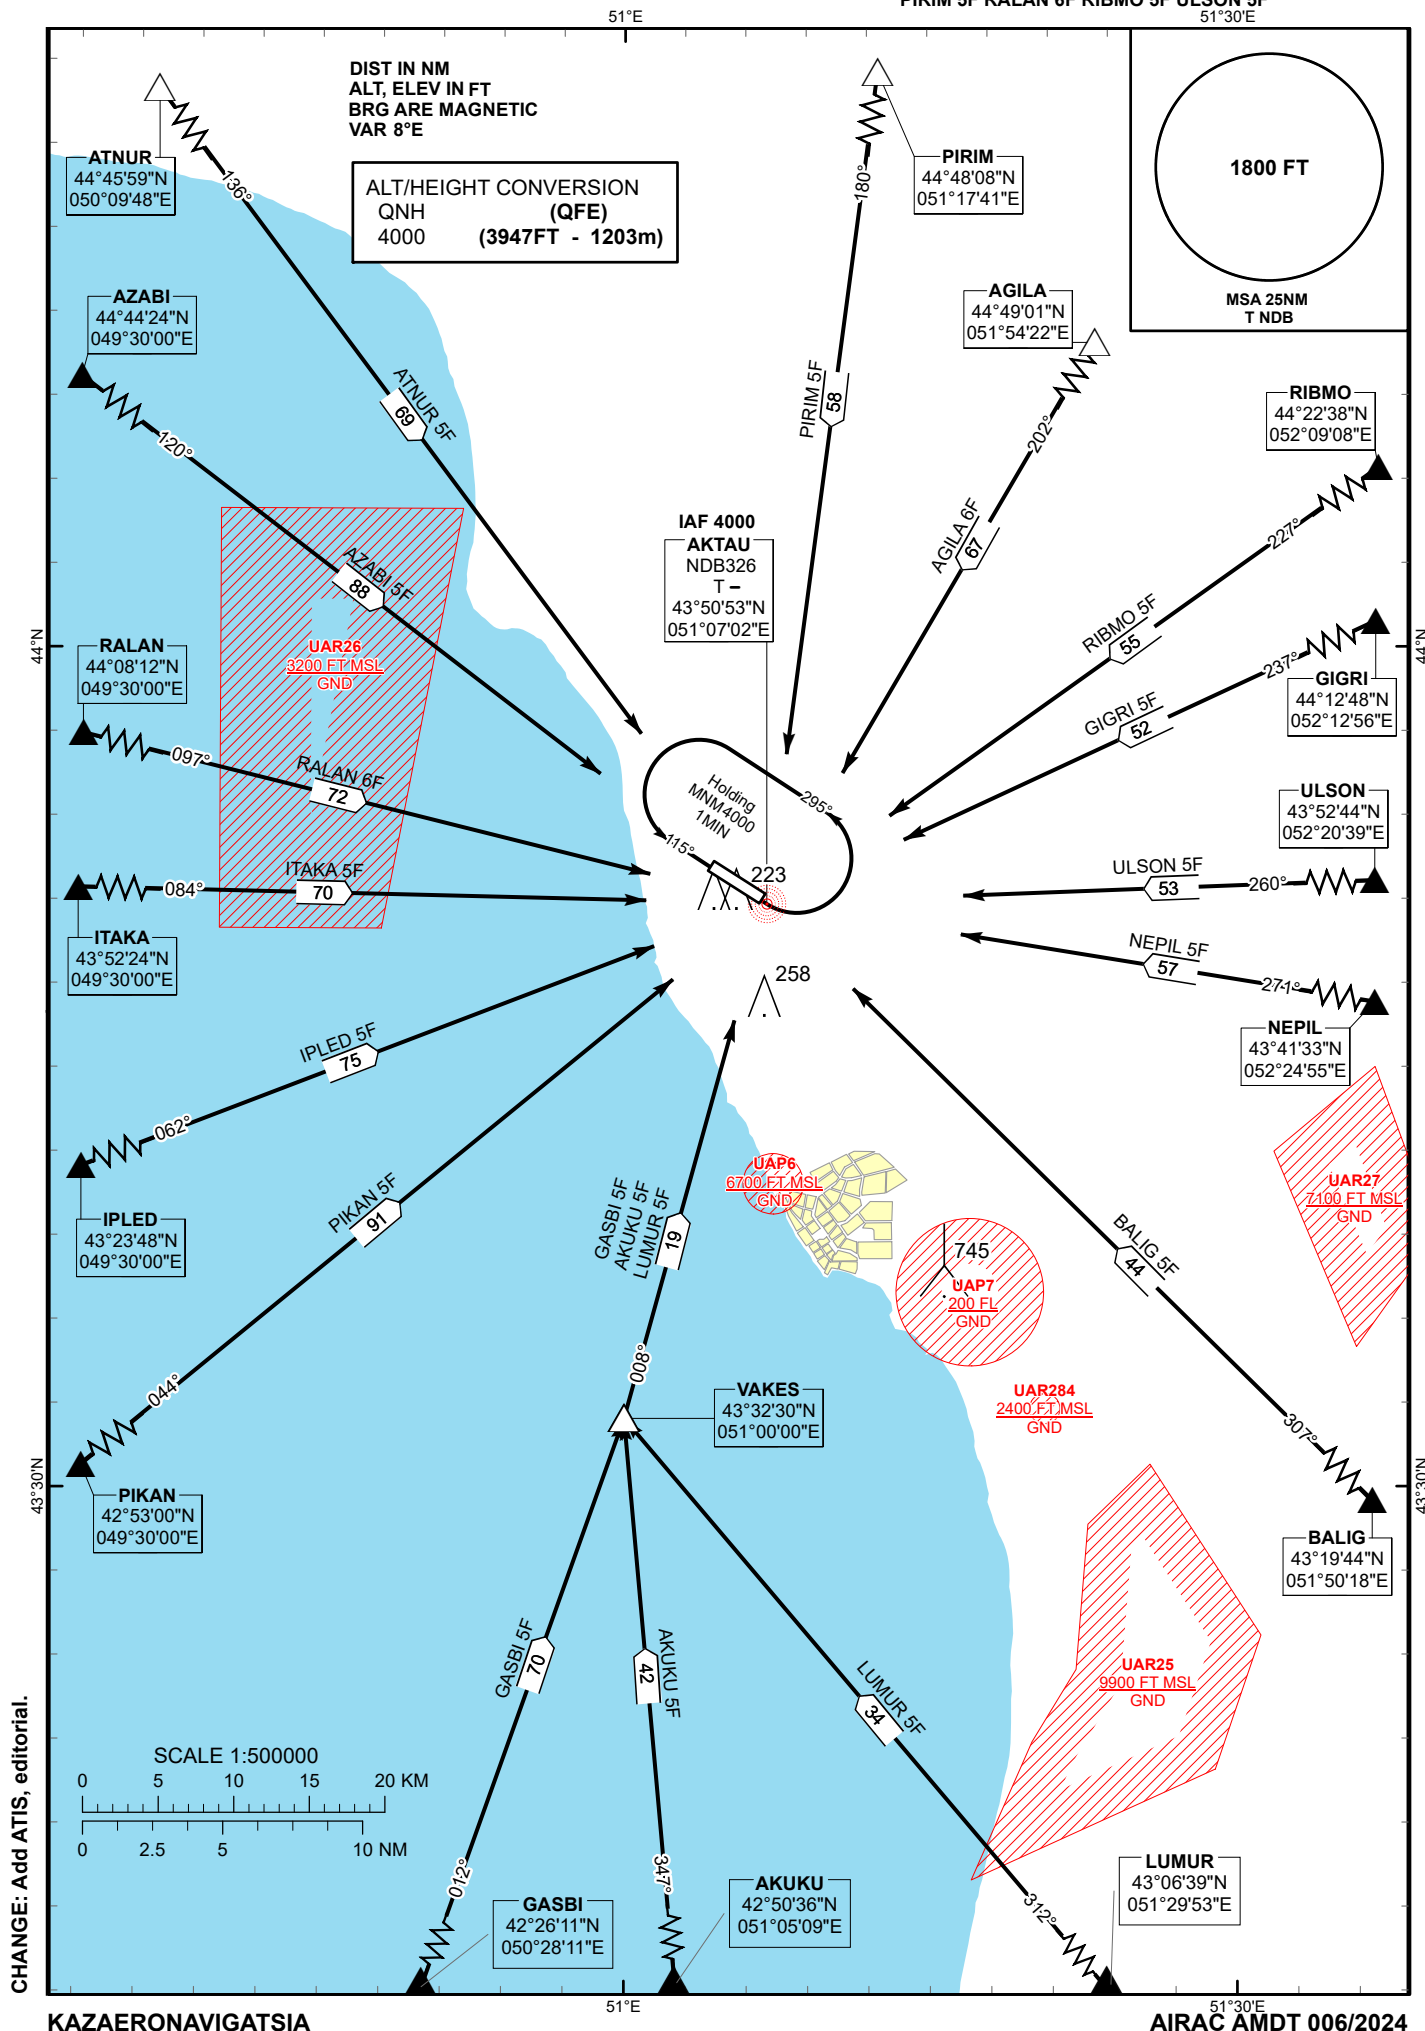 PIRIM 5F RALAN 6F RIBMO 5F ULSON 5F
51°E
51°30'E
DIST IN NM
ALT, ELEV IN FT
BRG ARE MAGNETIC
VAR 8°E
ALT/HEIGHT CONVERSION
QNH (QFE)
4000 (3947FT - 1203m)
1800 FT
MSA 25NM
T NDB
ATNUR
44°45'59"N
050°09'48"E
136°
ATNUR 5F
69
PIRIM
44°48'08"N
051°17'41"E
180°
PIRIM 5F
58
AZABI
44°44'24"N
049°30'00"E
120°
AZABI 5F
88
AGILA
44°49'01"N
051°54'22"E
202°
AGILA 6F
67
RIBMO
44°22'38"N
052°09'08"E
227°
RIBMO 5F
55
IAF 4000
AKTAU
NDB326
T –
43°50'53"N
051°07'02"E
44°N
44°N
RALAN
44°08'12"N
049°30'00"E
097°
RALAN 6F
72
UAR26
3200 FT MSL
GND
GIGRI
44°12'48"N
052°12'56"E
237°
GIGRI 5F
52
Holding
MNM4000
1MIN
295°
115°
223
ULSON
43°52'44"N
052°20'39"E
260°
ULSON 5F
53
ITAKA 5F
084°
70
ITAKA
43°52'24"N
049°30'00"E
NEPIL 5F
57
271°
NEPIL
43°41'33"N
052°24'55"E
258
IPLED 5F
75
062°
IPLED
43°23'48"N
049°30'00"E
PIKAN 5F
91
044°
PIKAN
42°53'00"N
049°30'00"E
GASBI 5F
AKUKU 5F
LUMUR 5F
19
008°
UAP6
6700 FT MSL
GND
745
UAP7
200 FL
GND
UAR27
7100 FT MSL
GND
BALIG 5F
44
307°
BALIG
43°19'44"N
051°50'18"E
VAKES
43°32'30"N
051°00'00"E
UAR284
2400 FT MSL
GND
43°30'N
43°30'N
UAR25
9900 FT MSL
GND
GASBI 5F
70
012°
GASBI
42°26'11"N
050°28'11"E
AKUKU 5F
42
347°
AKUKU
42°50'36"N
051°05'09"E
LUMUR 5F
34
312°
LUMUR
43°06'39"N
051°29'53"E
SCALE 1:500000
0 5 10 15 20 KM
0 2.5 5 10 NM
CHANGE: Add ATIS, editorial.
51°E
51°30'E
KAZAERONAVIGATSIA
AIRAC AMDT 006/2024